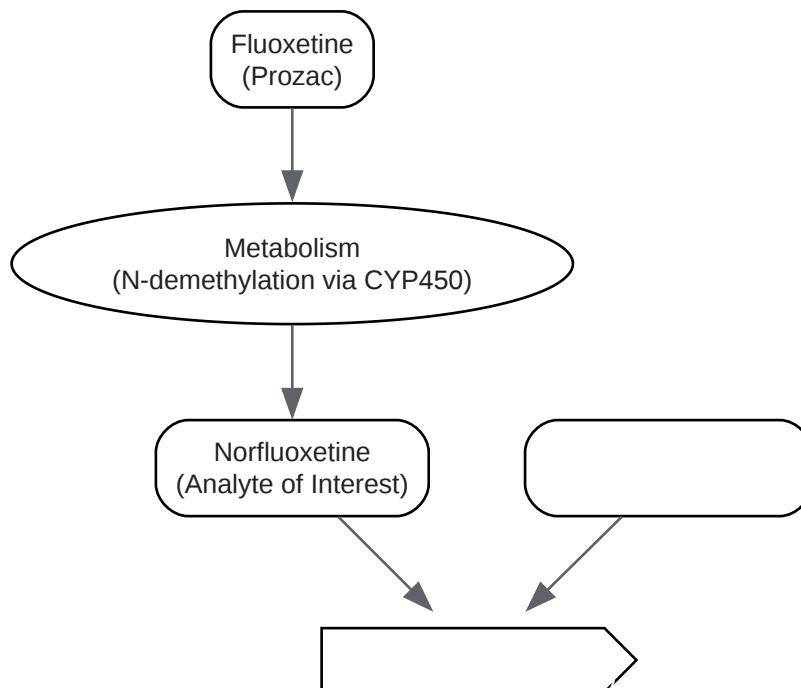 Fluoxetine
(Prozac)
Metabolism
(N-demethylation via CYP450)
Norfluoxetine
(Analyte of Interest)